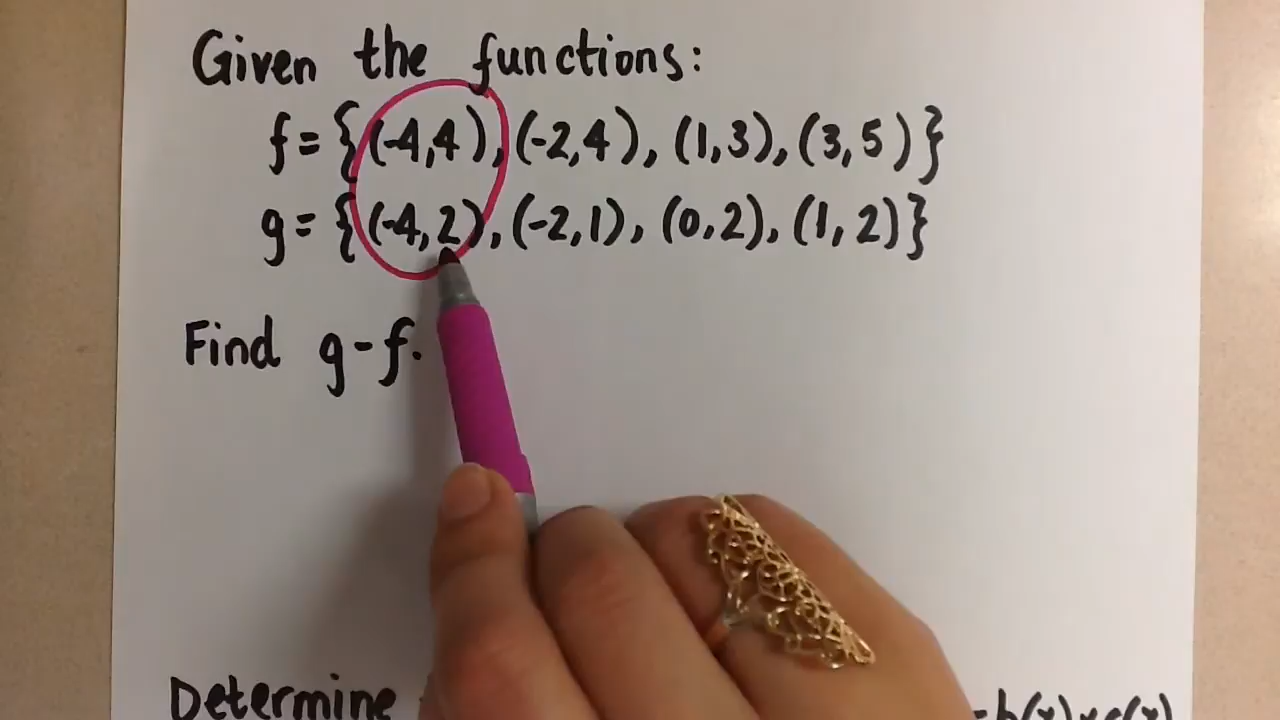 Given the functions:
f = {(-4,4), (-2,4), (1,3), (3,5)}
g = {(-4,2), (-2,1), (0,2), (1,2)}
Find g-f.
Determine